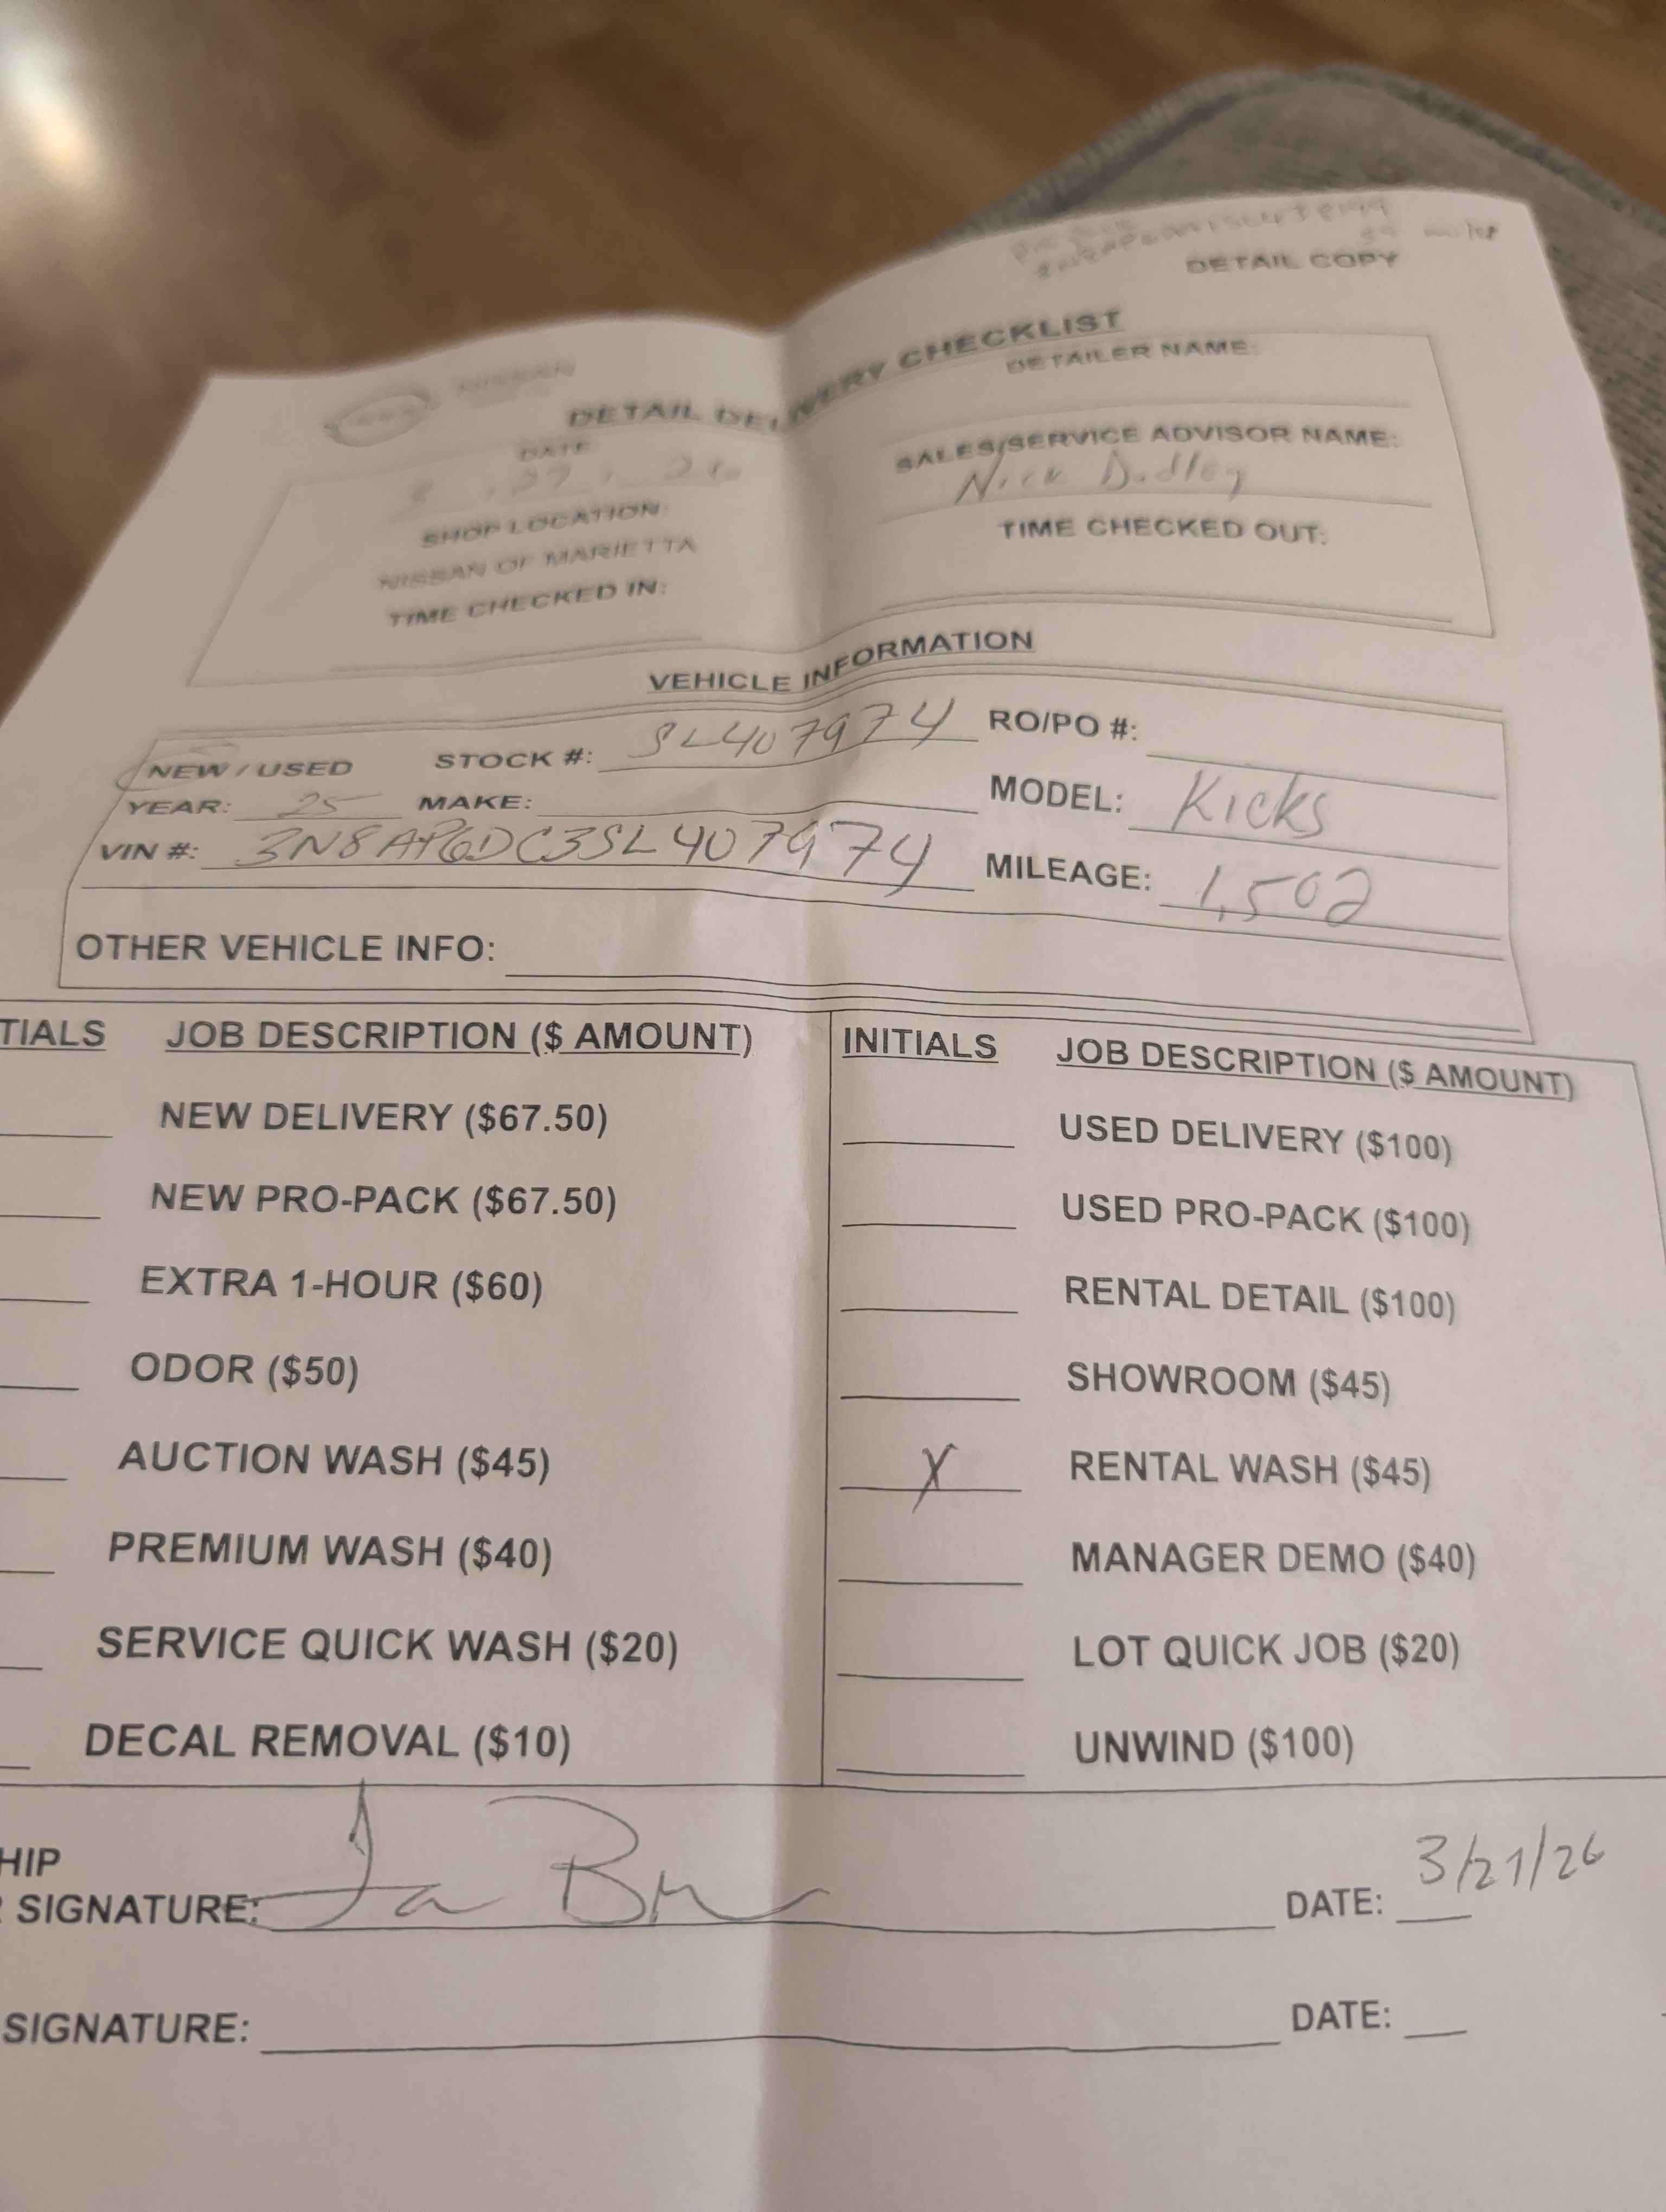 miles
DETAIL COPY
NISSAN
DETAIL DELIVERY CHECKLIST
DATE
27
SHOP LOCATION:
NISSAN OF MARIETTA
TIME CHECKED IN:
DETAILER NAME:
SALES/SERVICE ADVISOR NAME:
Nick Dudley
TIME CHECKED OUT:
VEHICLE INFORMATION
NEW / USED STOCK #: SL407974 RO/PO #:
YEAR: 25 MAKE: MODEL: Kicks
VIN #: 3N8AP6DC3SL407974 MILEAGE: 1,502
OTHER VEHICLE INFO:
TIALS JOB DESCRIPTION ($ AMOUNT) INITIALS JOB DESCRIPTION ($ AMOUNT)
NEW DELIVERY ($67.50) USED DELIVERY ($100)
NEW PRO-PACK ($67.50) USED PRO-PACK ($100)
EXTRA 1-HOUR ($60) RENTAL DETAIL ($100)
ODOR ($50) SHOWROOM ($45)
AUCTION WASH ($45) X RENTAL WASH ($45)
PREMIUM WASH ($40) MANAGER DEMO ($40)
SERVICE QUICK WASH ($20) LOT QUICK JOB ($20)
DECAL REMOVAL ($10) UNWIND ($100)
HIP
SIGNATURE: DATE: 3/27/26
SIGNATURE: DATE: